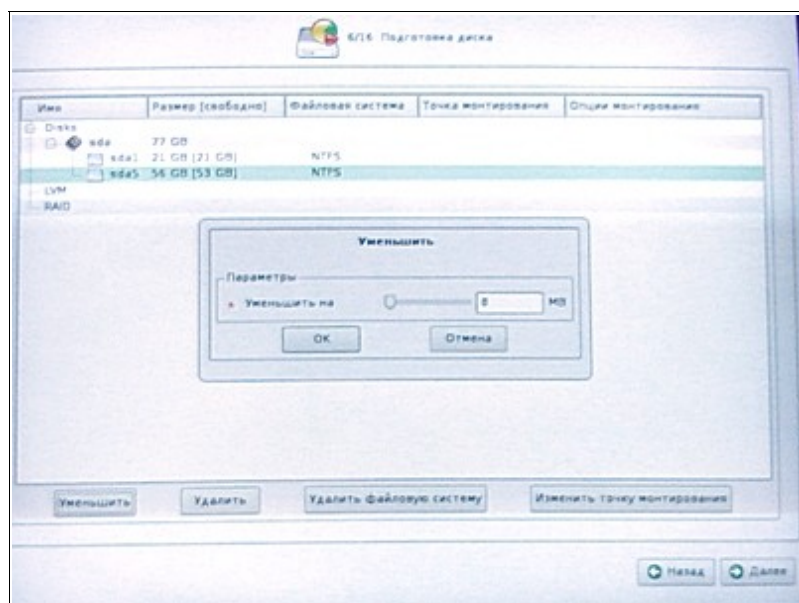 6/16 Подготовка диска
Имя Размер [свободно] Файловая система Точка монтирования Опции монтирования
Disks
sda 77 GB
sda1 21 GB [21 GB] NTFS
sda5 56 GB [53 GB] NTFS
LVM
RAID
Уменьшить
Параметры
* Уменьшить на 8 MB
OK Отмена
Уменьшить Удалить Удалить файловую систему Изменить точку монтирования
Назад Далее